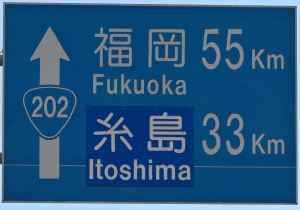 福岡 55 Km
Fukuoka
202
糸島 33 Km
Itoshima